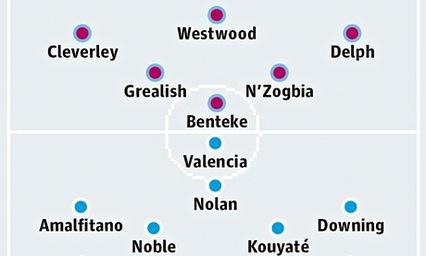 Westwood
Cleverley
Delph
Grealish
N'Zogbia
Benteke
Valencia
Nolan
Amalfitano
Downing
Noble
Kouyaté